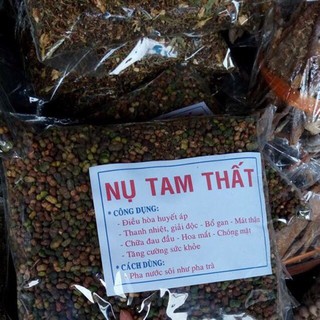 NỤ TAM THẤT
* CÔNG DỤNG:
- Điều hòa huyết áp
- Thanh nhiệt, giải độc - Bổ gan - Mát thận
- Chữa đau đầu - Hoa mắt - Chóng mặt
- Tăng cường sức khỏe
* CÁCH DÙNG:
- Pha nước sôi như pha trà